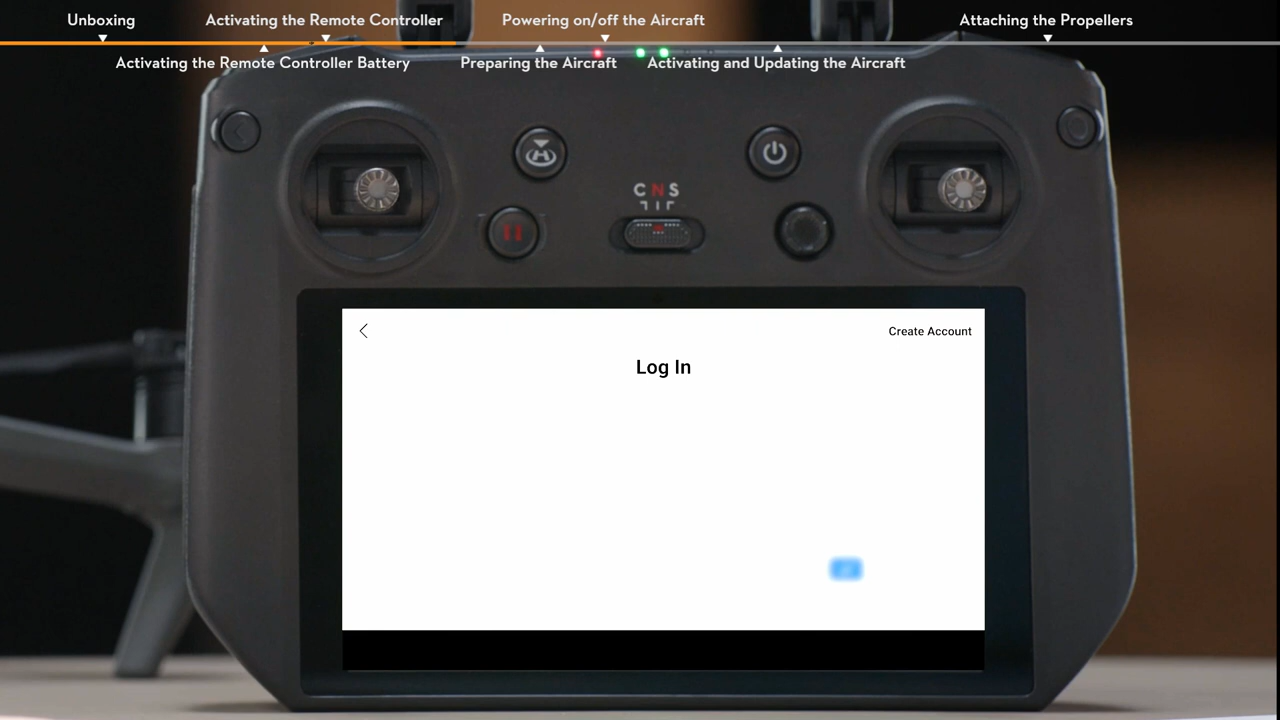 Unboxing
Activating the Remote Controller
Powering on/off the Aircraft
Attaching the Propellers
Activating the Remote Controller Battery
Preparing the Aircraft
Activating and Updating the Aircraft
C N S
Create Account
Log In